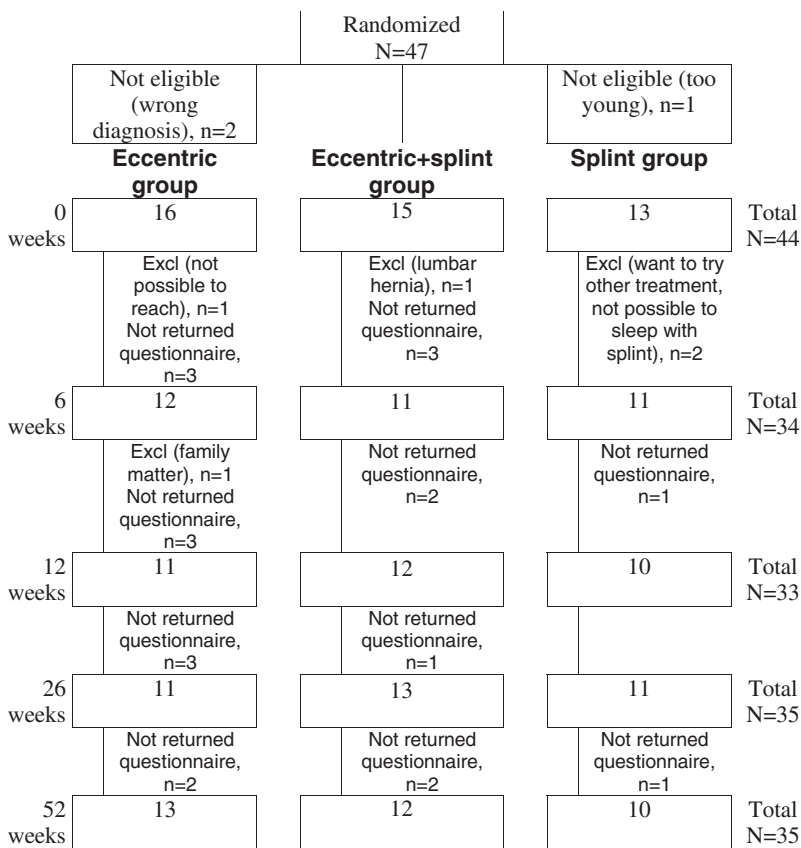 Randomized
N=47
Not eligible
(wrong
diagnosis), n=2
Not eligible (too
young), n=1
Eccentric
group
Eccentric+splint
group
Splint group
0
weeks
16
15
13
Total
N=44
Excl (not
possible to
reach), n=1
Not returned
questionnaire,
n=3
Excl (lumbar
hernia), n=1
Not returned
questionnaire,
n=3
Excl (want to try
other treatment,
not possible to
sleep with
splint), n=2
6
weeks
12
11
11
Total
N=34
Excl (family
matter), n=1
Not returned
questionnaire,
n=3
Not returned
questionnaire,
n=2
Not returned
questionnaire,
n=1
12
weeks
11
12
10
Total
N=33
Not returned
questionnaire,
n=3
Not returned
questionnaire,
n=1
26
weeks
11
13
11
Total
N=35
Not returned
questionnaire,
n=2
Not returned
questionnaire,
n=2
Not returned
questionnaire,
n=1
52
weeks
13
12
10
Total
N=35